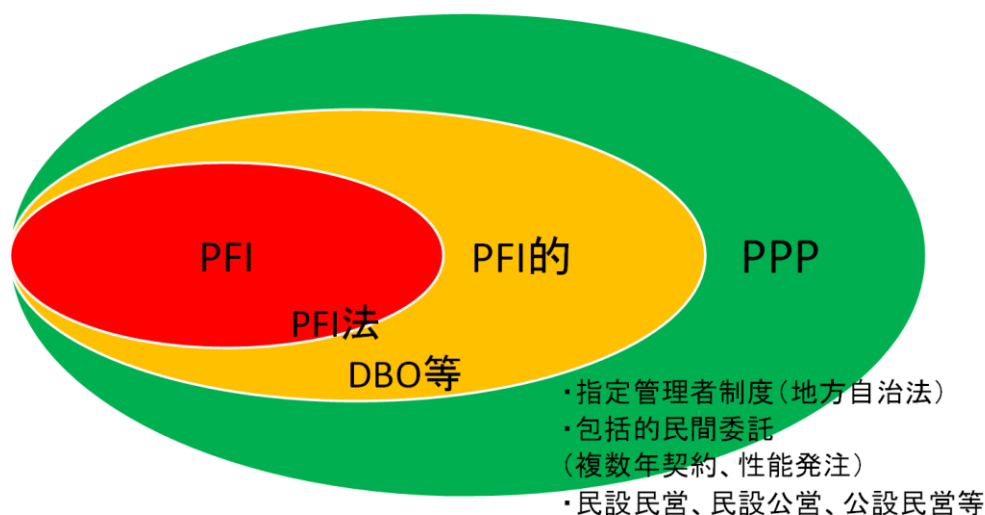 PFI
PFI的
PPP
PFI法
DBO等
・指定管理者制度(地方自治法)
・包括的民間委託
(複数年契約、性能発注)
・民設民営、民設公営、公設民営等